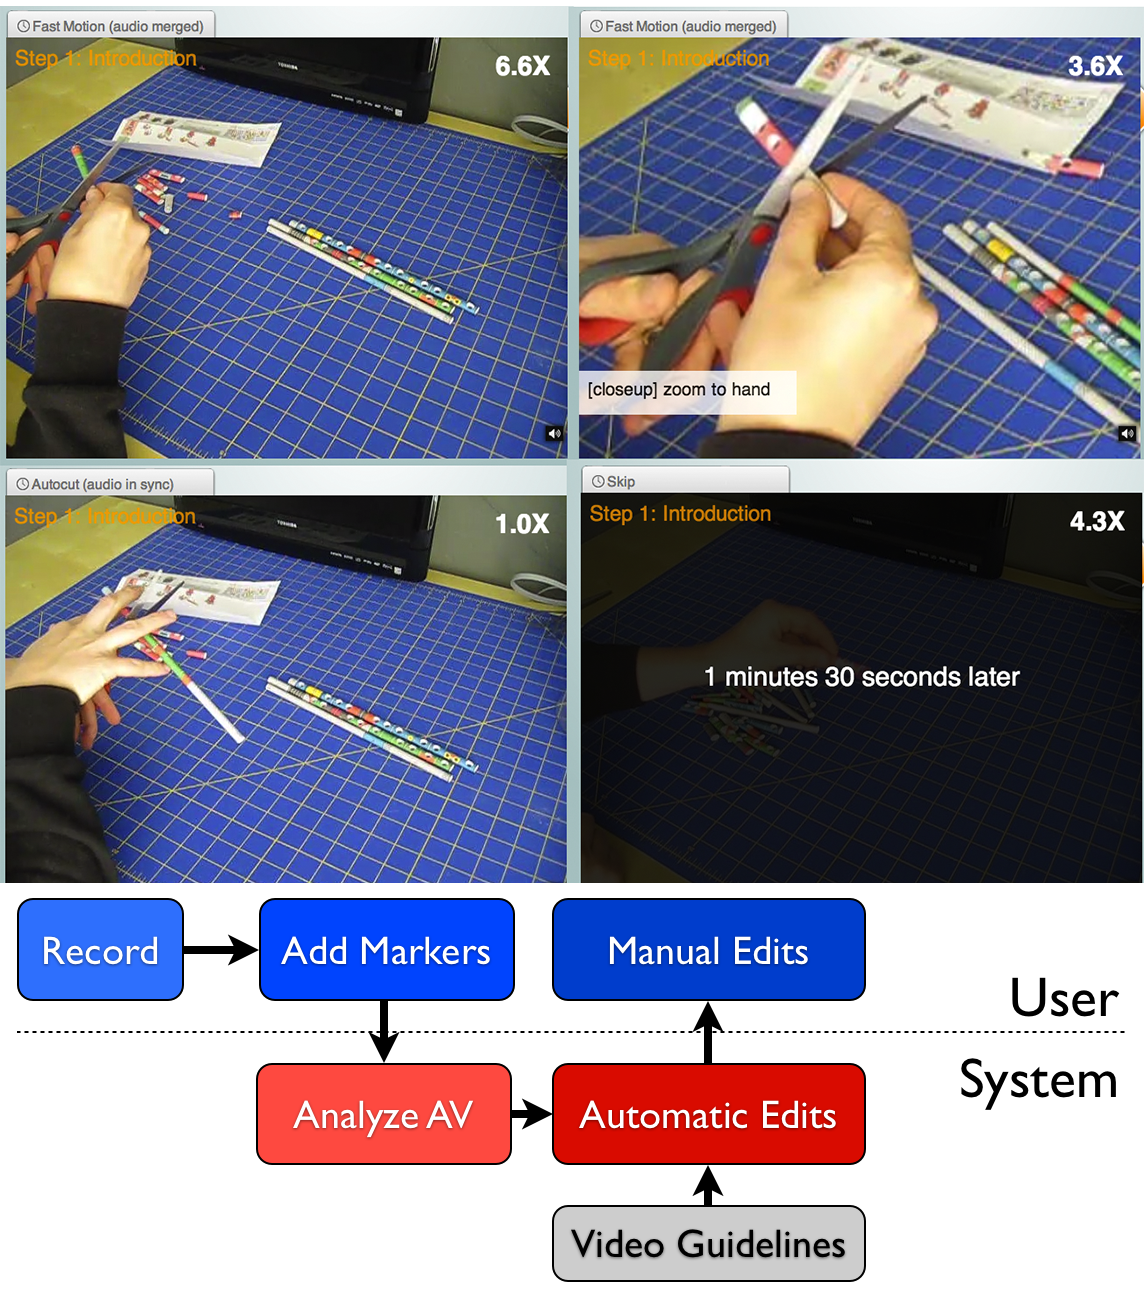 Fast Motion (audio merged)
Step 1: Introduction
6.6X
TOSHIBA
Fast Motion (audio merged)
Step 1: Introduction
3.6X
[closeup] zoom to hand
Autocut (audio in sync)
Step 1: Introduction
1.0X
TOSHIBA
Skip
Step 1: Introduction
4.3X
1 minutes 30 seconds later
Record
Add Markers
Manual Edits
User
System
Analyze AV
Automatic Edits
Video Guidelines